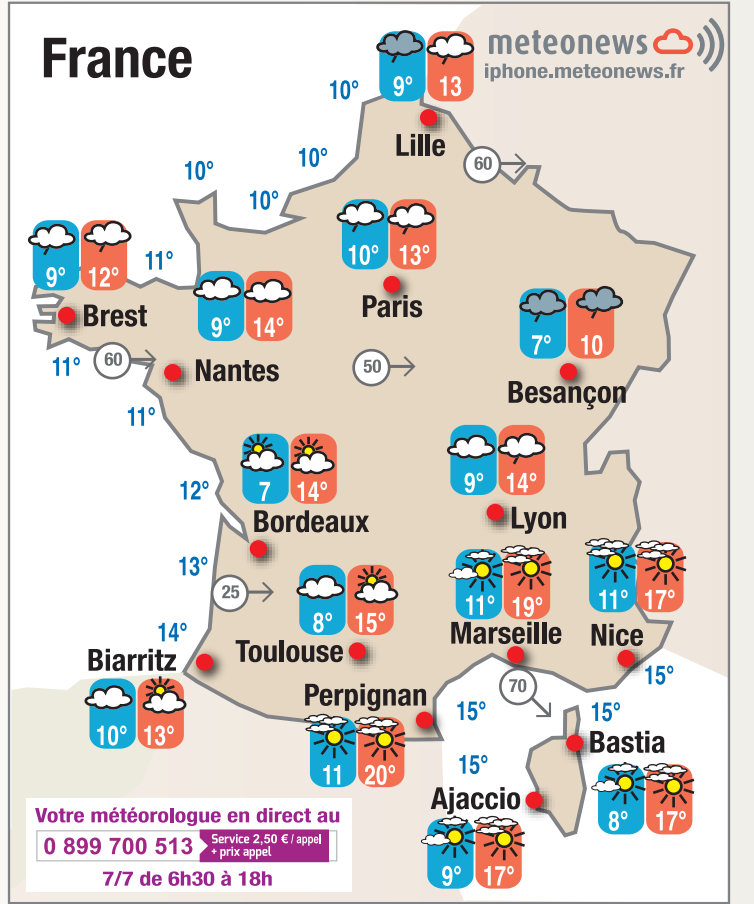 France
meteonews
iphone.meteonews.fr
9° 13
10°
Lille
10°
60
10°
10°
10° 13°
9° 12°
11°
Paris
Brest
9° 14°
7° 10
11°
60
Nantes
50
Besançon
11°
9° 14°
7 14°
12°
Bordeaux
Lyon
13°
25
8° 15°
11° 19°
11° 17°
14°
Biarritz
Toulouse
Marseille
Nice
15°
10° 13°
Perpignan
70
15°
15°
11 20°
Bastia
15°
Ajaccio
8° 17°
9° 17°
Votre météorologue en direct au
0 899 700 513
Service 2,50 € / appel
+ prix appel
7/7 de 6h30 à 18h